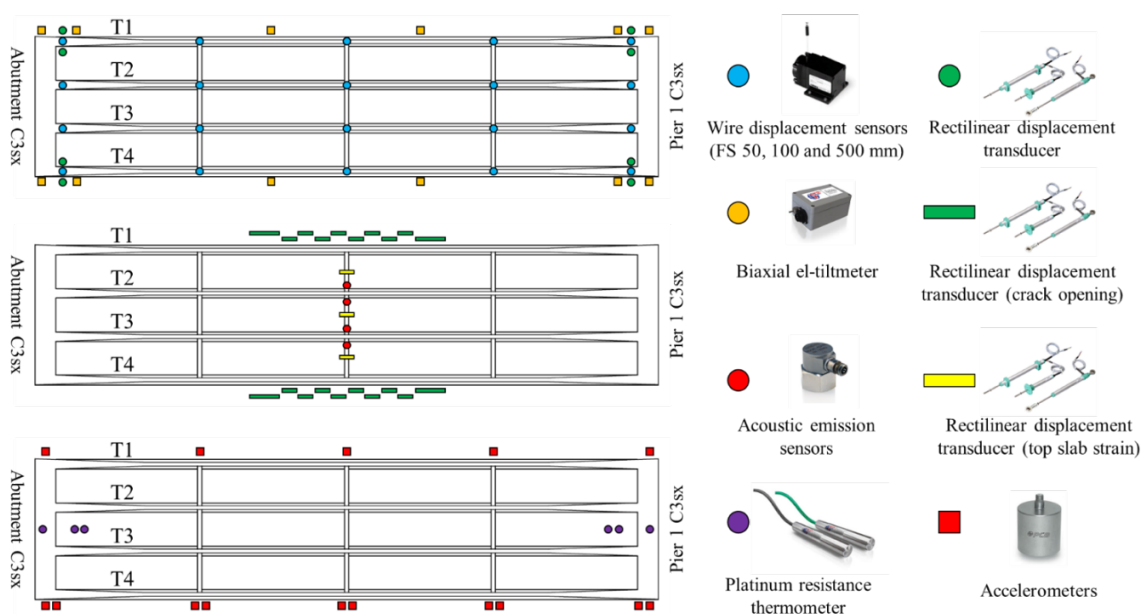 T1
T2
T3
T4
Abutment C3sx
Pier 1 C3sx
T1
T2
T3
T4
Abutment C3sx
Pier 1 C3sx
T1
T2
T3
T4
Abutment C3sx
Pier 1 C3sx
Wire displacement sensors
(FS 50, 100 and 500 mm)
Rectilinear displacement
transducer
Biaxial el-tiltmeter
Rectilinear displacement
transducer (crack opening)
Acoustic emission
sensors
Rectilinear displacement
transducer (top slab strain)
Platinum resistance
thermometer
Accelerometers